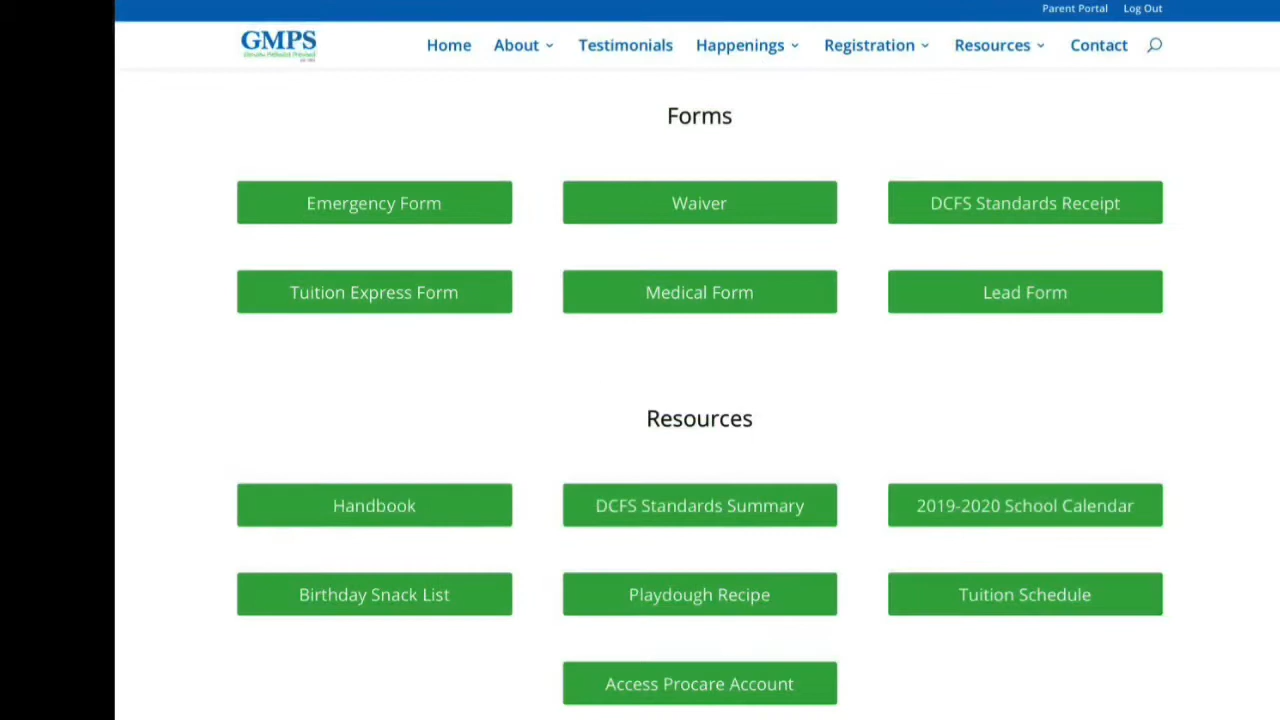 Parent Portal Log Out
GMPS
Home About Testimonials Happenings Registration Resources Contact
Forms
Emergency Form Waiver DCFS Standards Receipt
Tuition Express Form Medical Form Lead Form
Resources
Handbook DCFS Standards Summary 2019-2020 School Calendar
Birthday Snack List Playdough Recipe Tuition Schedule
Access Procare Account